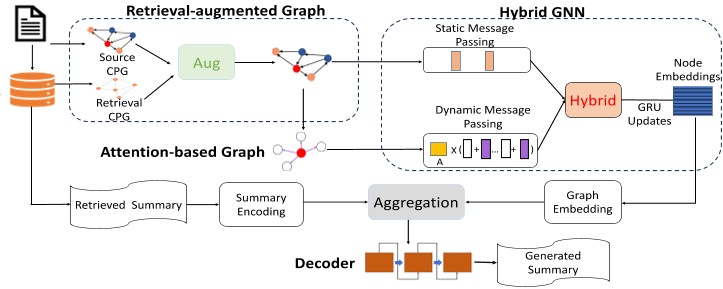 Retrieval-augmented Graph
Hybrid GNN
Source
CPG
Retrieval
CPG
Aug
Static Message
Passing
Node
Embeddings
Hybrid
GRU
Updates
Dynamic Message
Passing
A
x ( + ... + )
Attention-based Graph
Retrieved Summary
Summary
Encoding
Aggregation
Graph
Embedding
Decoder
Generated
Summary